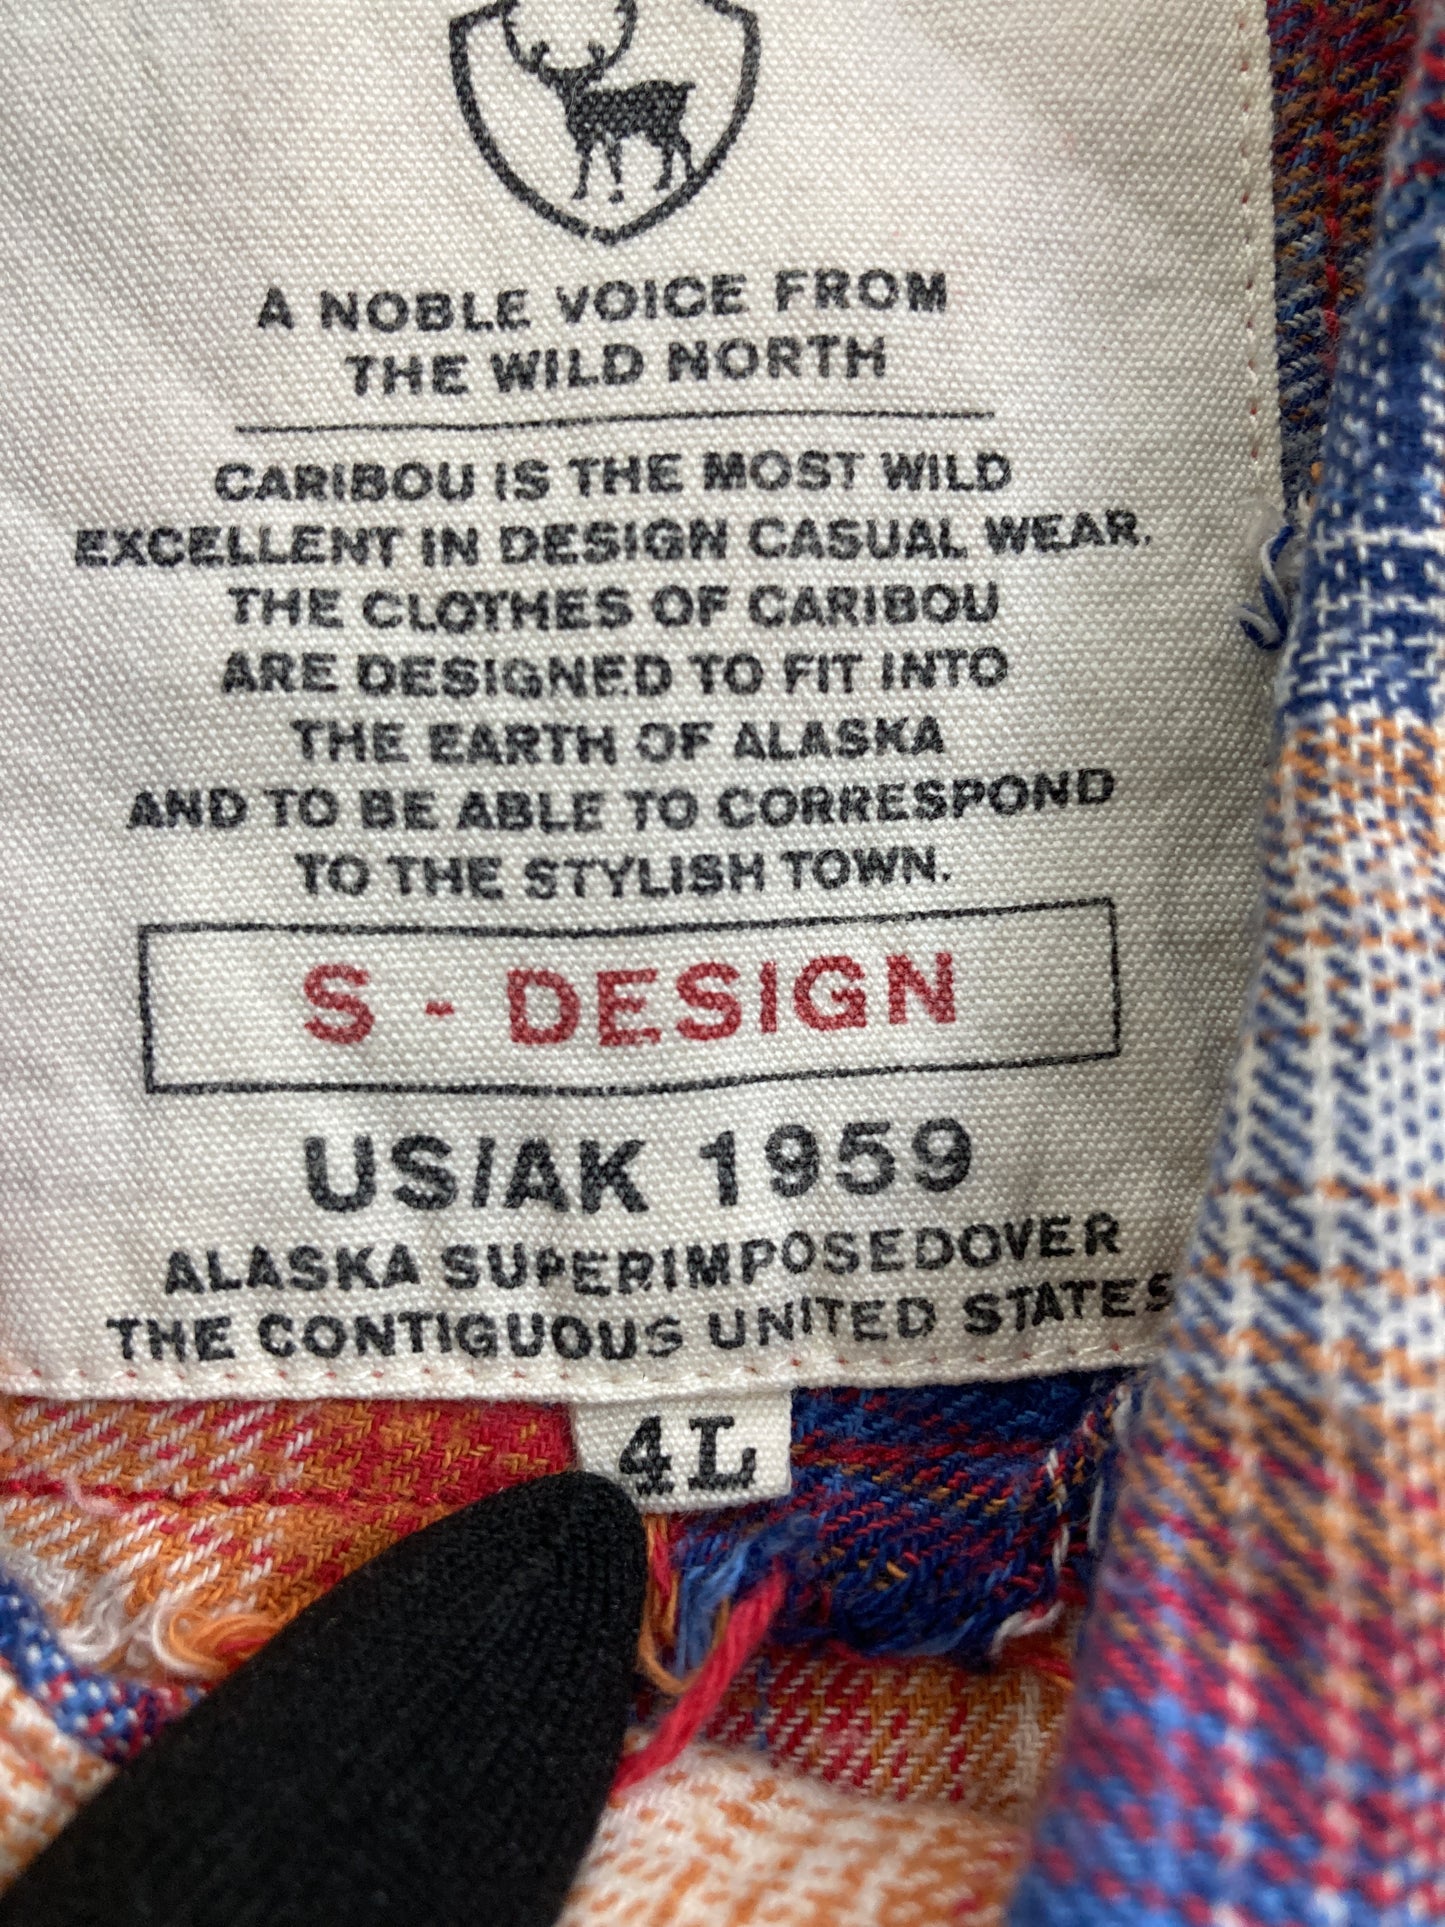 A NOBLE VOICE FROM
THE WILD NORTH
CARIBOU IS THE MOST WILD
EXCELLENT IN DESIGN CASUAL WEAR.
THE CLOTHES OF CARIBOU
ARE DESIGNED TO FIT INTO
THE EARTH OF ALASKA
AND TO BE ABLE TO CORRESPOND
TO THE STYLISH TOWN.
S - DESIGN
US/AK 1959
ALASKA SUPERIMPOSEDOVER
THE CONTIGUOUS UNITED STATES
4L